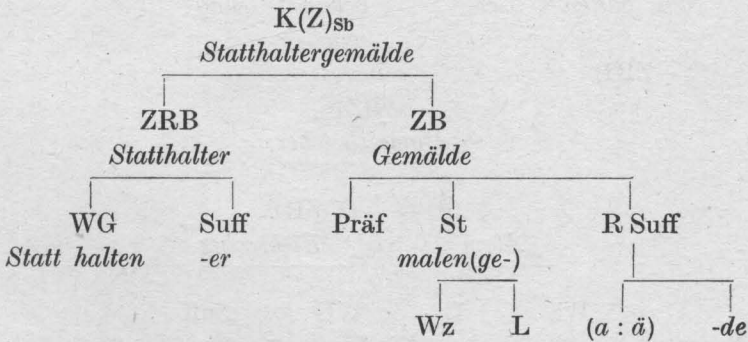 K(Z)Sb
Statthaltergemälde
ZRB ZB
Statthalter Gemälde
WG Suff Präf St R Suff
Statt halten -er malen(ge-)
Wz L (a : ä) -de